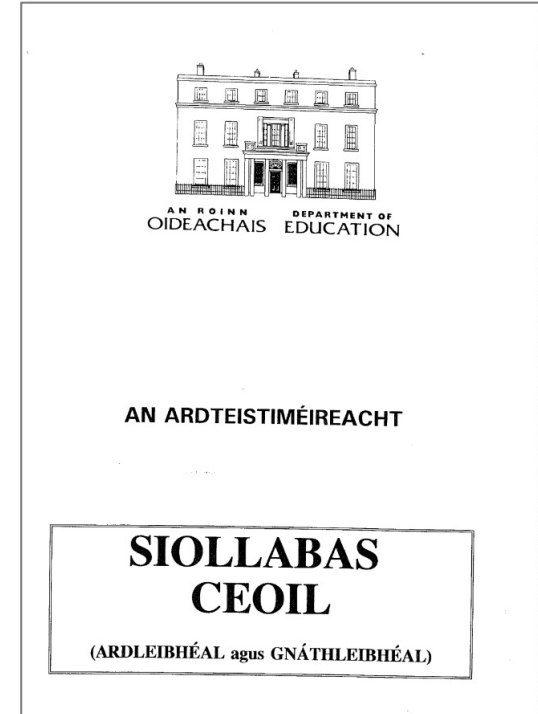 AN ROINN DEPARTMENT OF
OIDEACHAIS EDUCATION
AN ARDTEISTIMÉIREACHT
SIOLLABAS
CEOIL
(ARDLEIBHÉAL agus GNÁTHLEIBHÉAL)